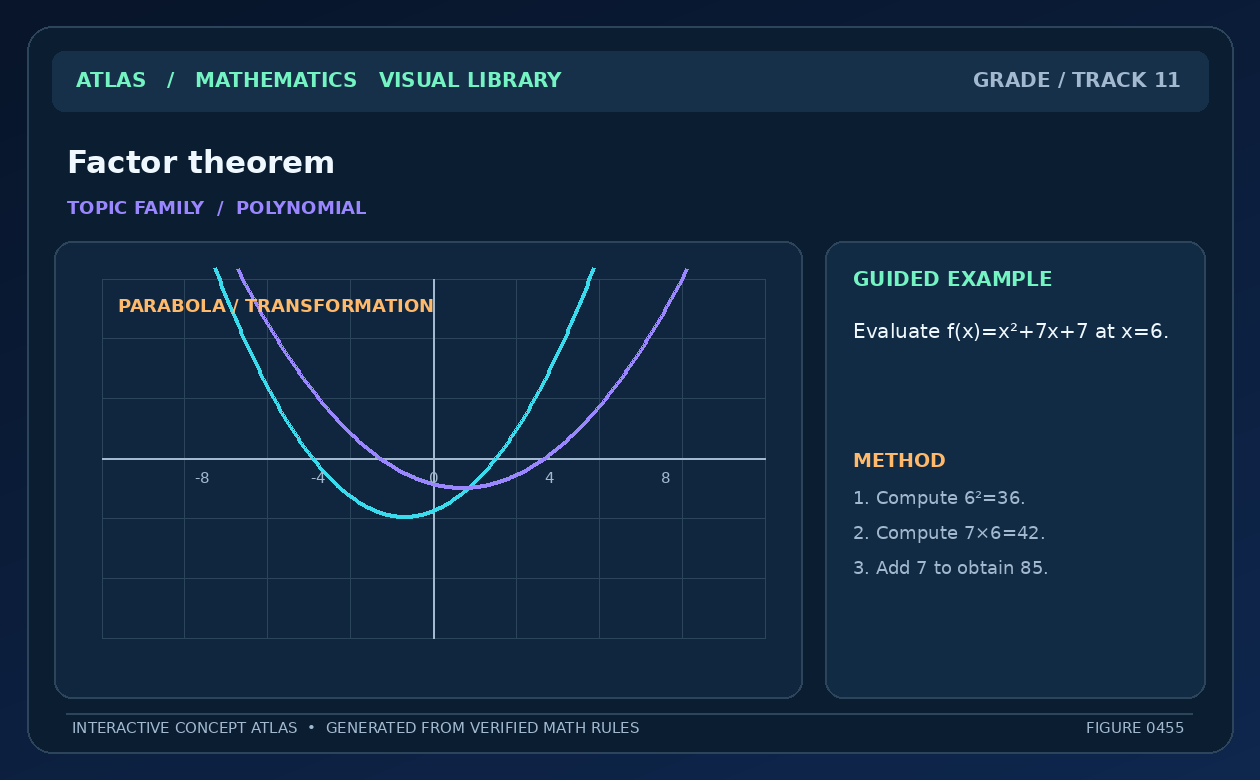 ATLAS / MATHEMATICS VISUAL LIBRARY
GRADE / TRACK 11
Factor theorem
TOPIC FAMILY / POLYNOMIAL
PARABOLA / TRANSFORMATION
-8 -4 0 4 8
GUIDED EXAMPLE
Evaluate f(x)=x²+7x+7 at x=6.
METHOD
1. Compute 6²=36.
2. Compute 7×6=42.
3. Add 7 to obtain 85.
INTERACTIVE CONCEPT ATLAS • GENERATED FROM VERIFIED MATH RULES
FIGURE 0455